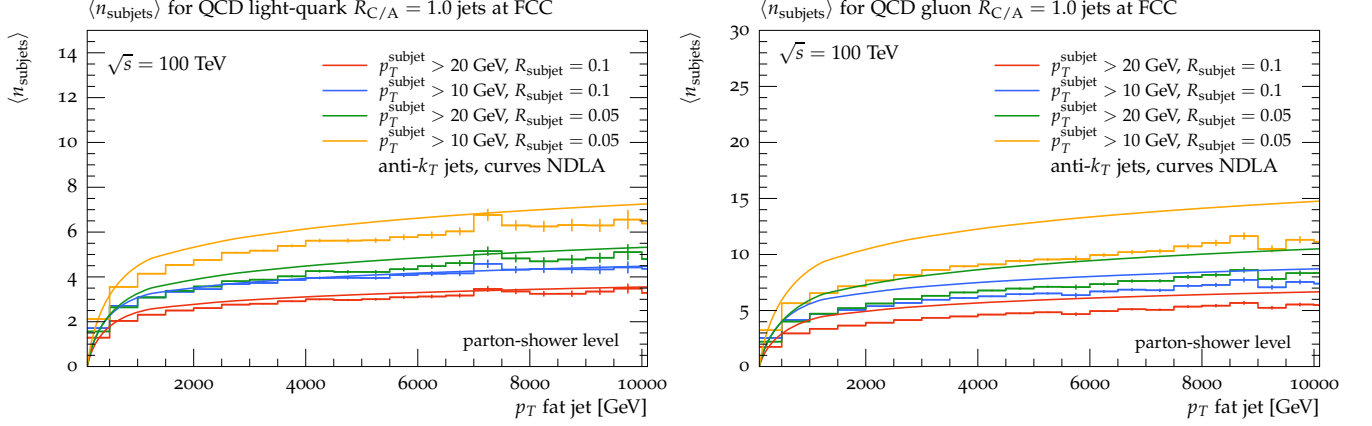 ⟨n_subjets⟩ for QCD light-quark R_C/A = 1.0 jets at FCC
⟨n_subjets⟩
√s = 100 TeV
p_T^subjet > 20 GeV, R_subjet = 0.1
p_T^subjet > 10 GeV, R_subjet = 0.1
p_T^subjet > 20 GeV, R_subjet = 0.05
p_T^subjet > 10 GeV, R_subjet = 0.05
anti-k_T jets, curves NDLA
parton-shower level
14
12
10
8
6
4
2
0
2000 4000 6000 8000 10000
p_T fat jet [GeV]
⟨n_subjets⟩ for QCD gluon R_C/A = 1.0 jets at FCC
⟨n_subjets⟩
√s = 100 TeV
p_T^subjet > 20 GeV, R_subjet = 0.1
p_T^subjet > 10 GeV, R_subjet = 0.1
p_T^subjet > 20 GeV, R_subjet = 0.05
p_T^subjet > 10 GeV, R_subjet = 0.05
anti-k_T jets, curves NDLA
parton-shower level
30
25
20
15
10
5
0
2000 4000 6000 8000 10000
p_T fat jet [GeV]